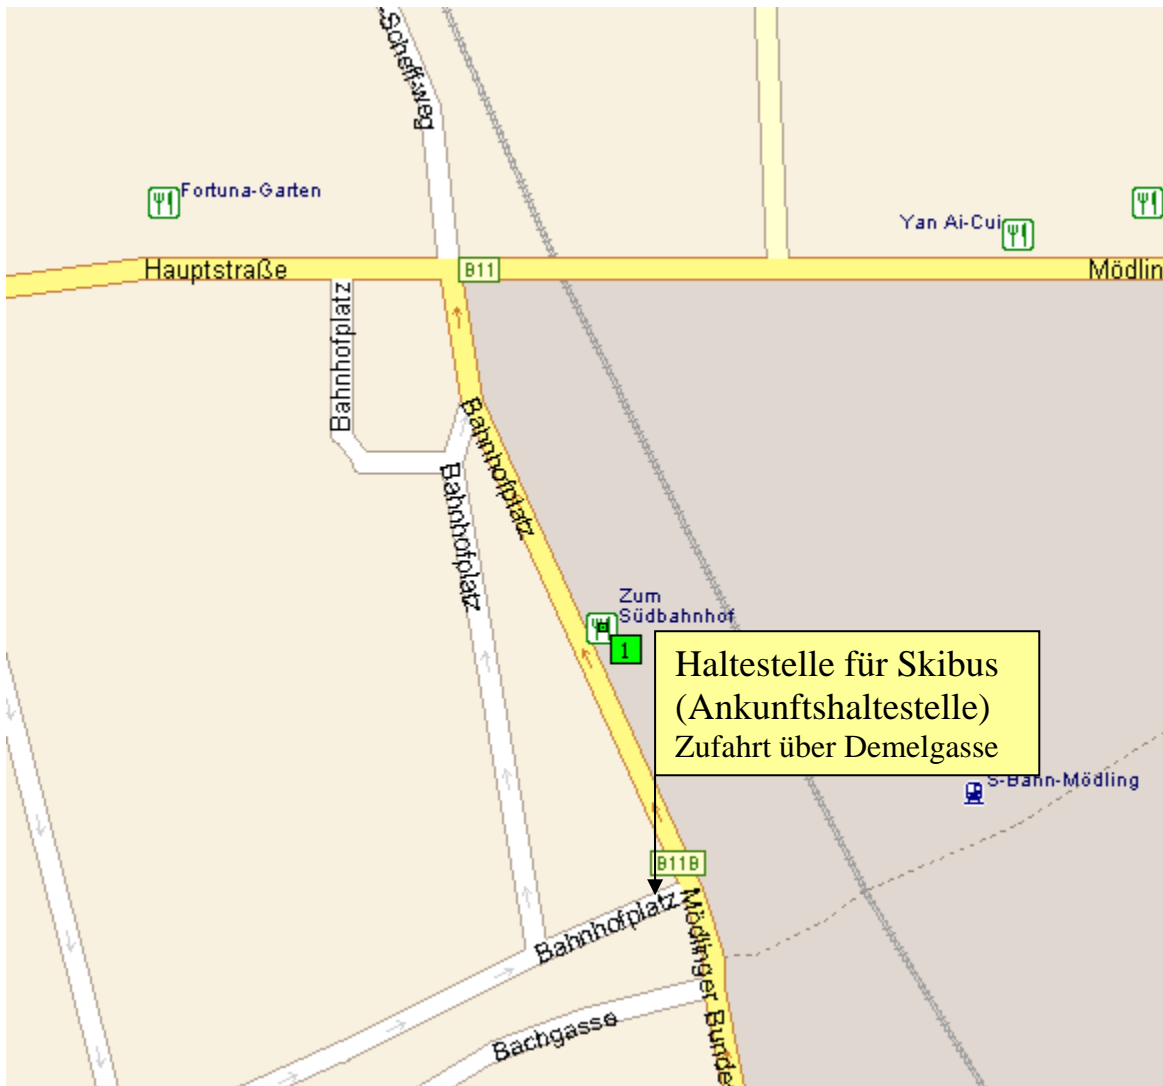 Scheff-weg
Fortuna-Garten
Yan Ai-Cui
Hauptstraße
B11
Mödlin
Bahnhofplatz
Bahnhofplatz
Bahnhofplatz
Zum
Südbahnhof
1
Haltestelle für Skibus
(Ankunftshaltestelle)
Zufahrt über Demelgasse
S-Bahn-Mödling
B11B
Bahnhofplatz
Mödlinger Bunde
Bachgasse